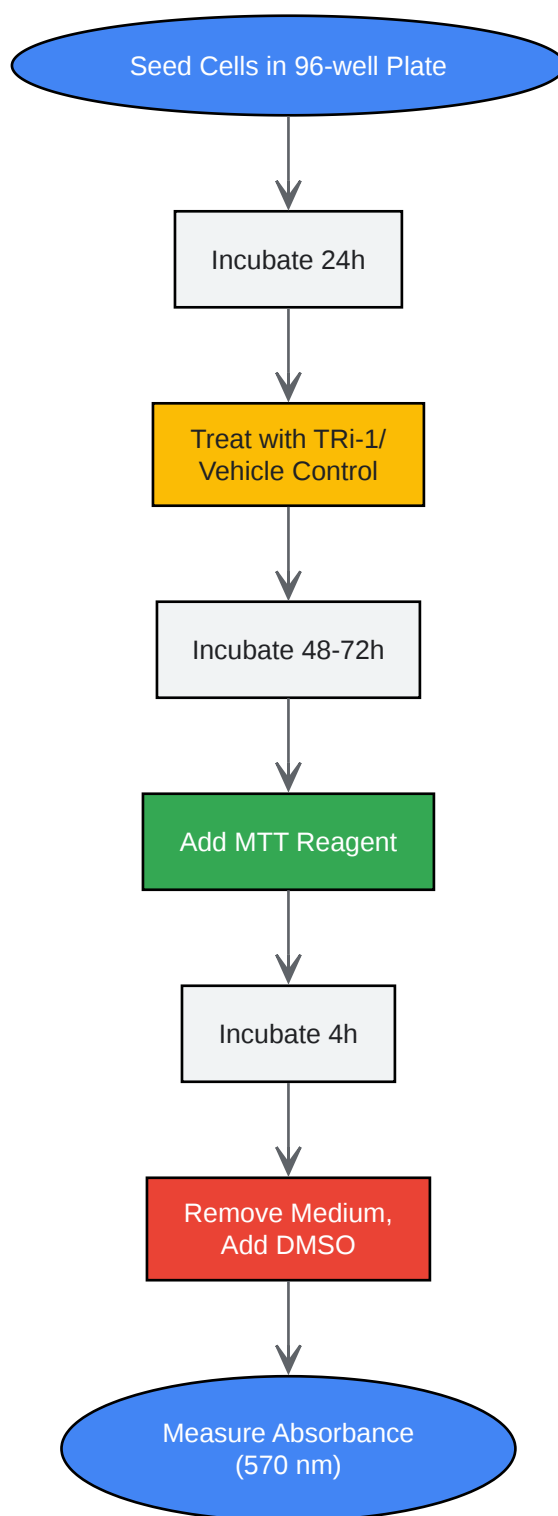 Seed Cells in 96-well Plate
Incubate 24h
Treat with TRi-1/
Vehicle Control
Incubate 48-72h
Add MTT Reagent
Incubate 4h
Remove Medium,
Add DMSO
Measure Absorbance
(570 nm)